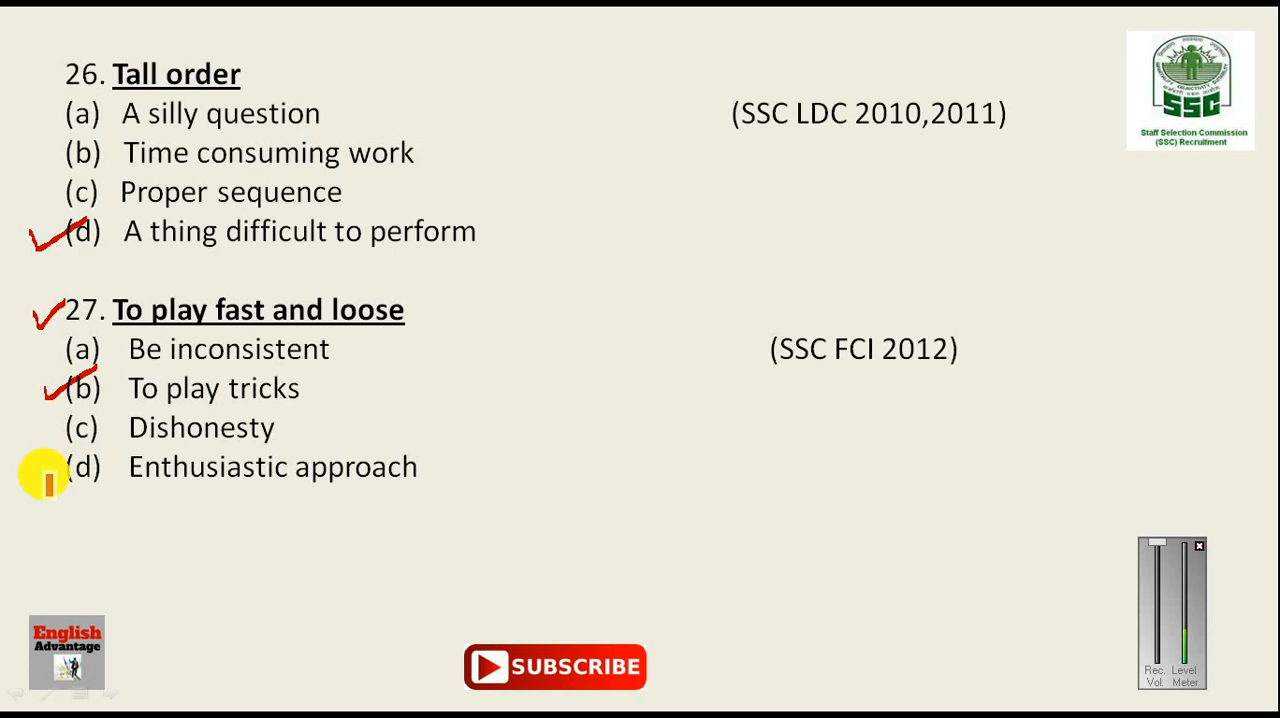 26. Tall order
(a) A silly question (SSC LDC 2010,2011)
(b) Time consuming work
(c) Proper sequence
(d) A thing difficult to perform
27. To play fast and loose
(a) Be inconsistent (SSC FCI 2012)
(b) To play tricks
(c) Dishonesty
(d) Enthusiastic approach
SSC
Staff Selection Commission
(SSC) Recruitment
English
Advantage
SUBSCRIBE
Rec. Level
Vol. Meter